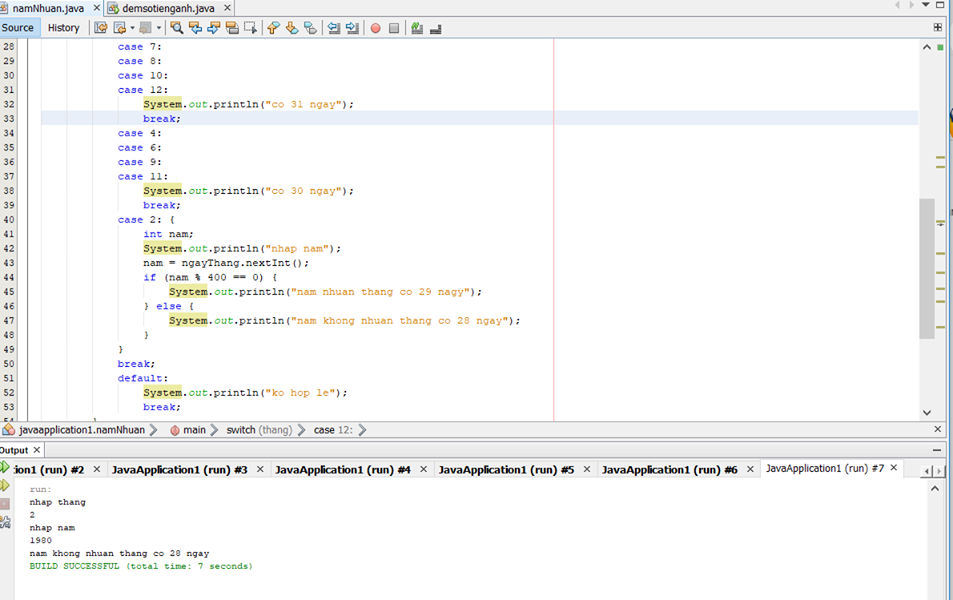 namNhuan.java × demsotienganh.java ×
Source History
28 case 7:
29 case 8:
30 case 10:
31 case 12:
32 System.out.println("co 31 ngay");
33 break;
34 case 4:
35 case 6:
36 case 9:
37 case 11:
38 System.out.println("co 30 ngay");
39 break;
40 case 2: {
41 int nam;
42 System.out.println("nhap nam");
43 nam = ngayThang.nextInt();
44 if (nam % 400 == 0) {
45 System.out.println("nam nhuan thang co 29 nagy");
46 } else {
47 System.out.println("nam khong nhuan thang co 28 ngay");
48 }
49 }
50 break;
51 default:
52 System.out.println("ko hop le");
53 break;
javaapplication1.namNhuan main switch (thang) case 12:
Output ×
ion1 (run) #2 × JavaApplication1 (run) #3 × JavaApplication1 (run) #4 × JavaApplication1 (run) #5 × JavaApplication1 (run) #6 × JavaApplication1 (run) #7 ×
run:
nhap thang
2
nhap nam
1980
nam khong nhuan thang co 28 ngay
BUILD SUCCESSFUL (total time: 7 seconds)